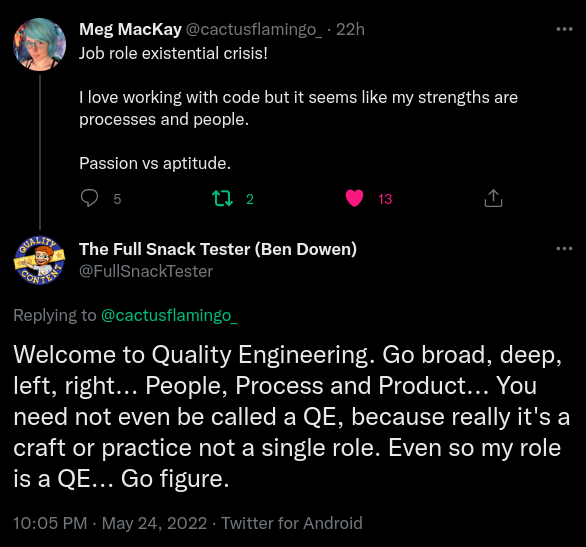 Meg MacKay @cactusflamingo_ · 22h
Job role existential crisis!
I love working with code but it seems like my strengths are
processes and people.
Passion vs aptitude.
5 2 13
QUALITY
CONTENT
The Full Snack Tester (Ben Dowen)
@FullSnackTester
Replying to @cactusflamingo_
Welcome to Quality Engineering. Go broad, deep,
left, right... People, Process and Product... You
need not even be called a QE, because really it's a
craft or practice not a single role. Even so my role
is a QE... Go figure.
10:05 PM · May 24, 2022 · Twitter for Android